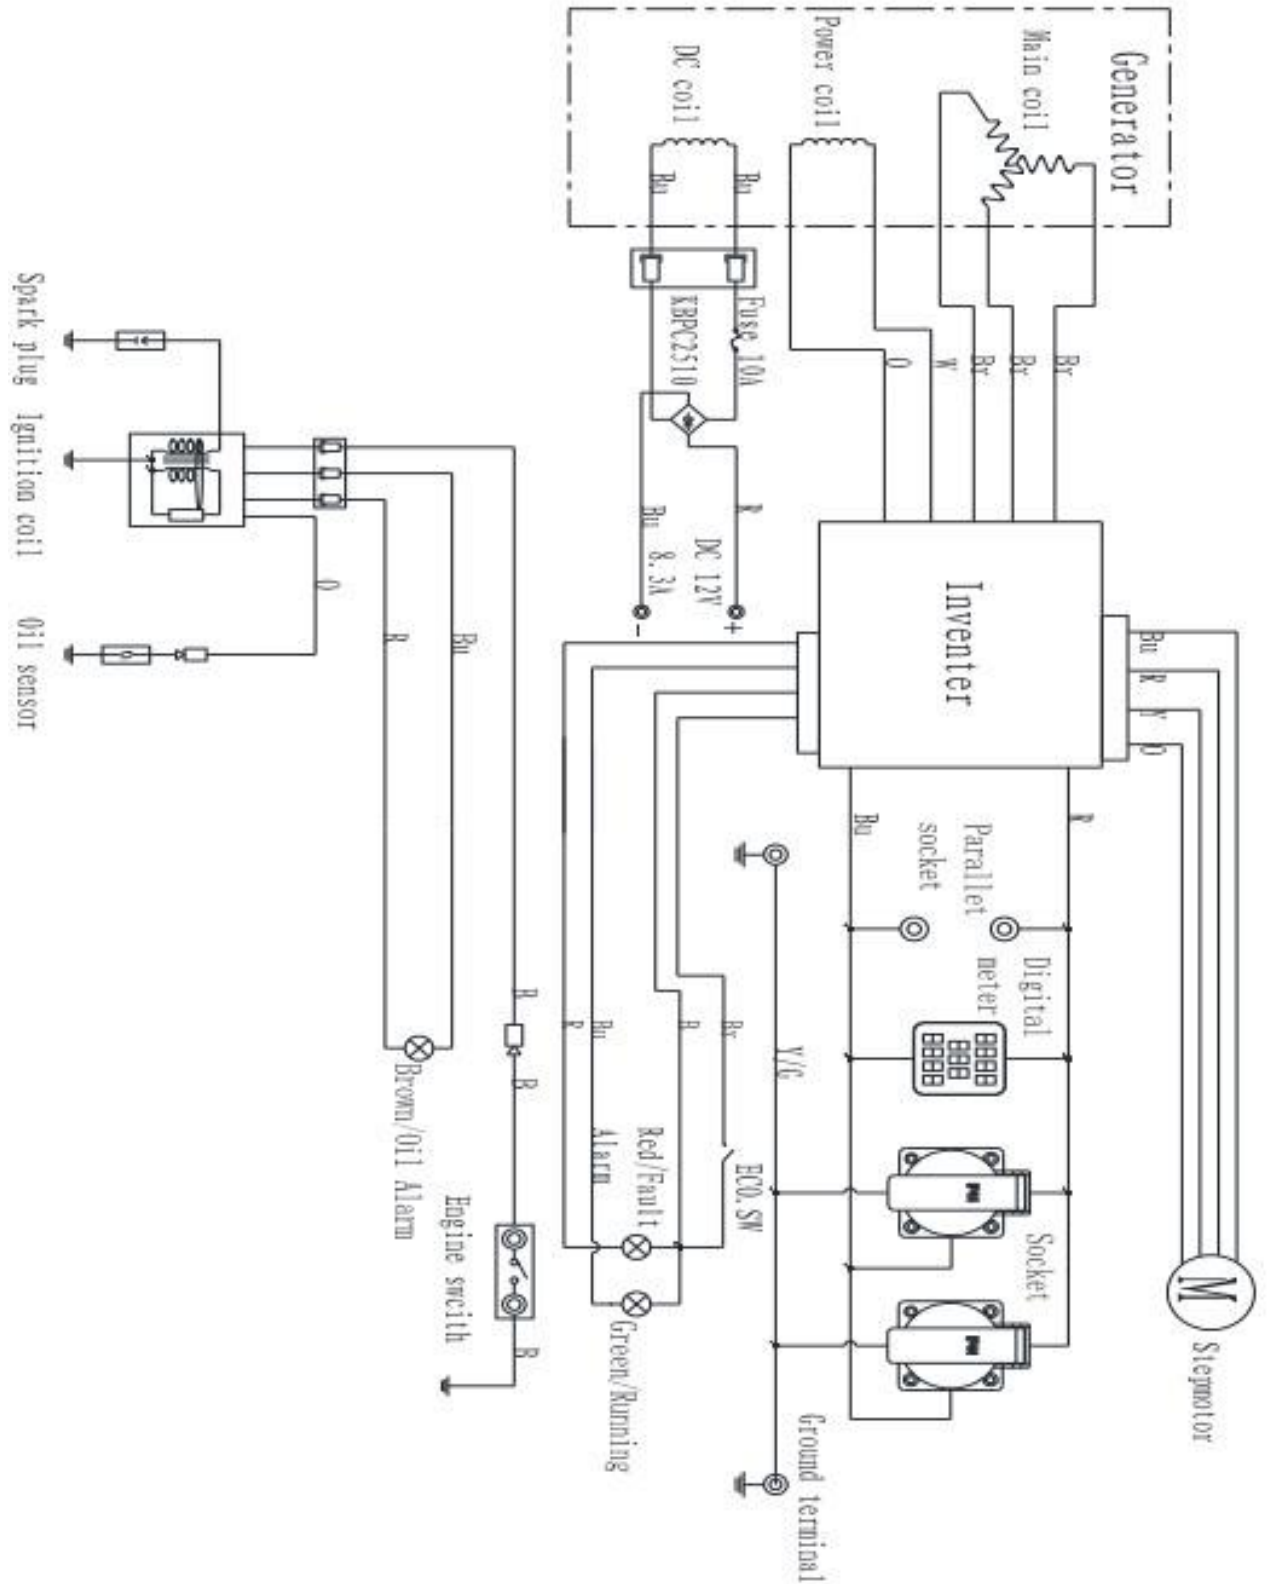 Generator
Main coil
Power coil
DC coil
Bu
Bu
Fuse 10A
KBPC2510
Br
Br
Br
W
O
R
Bu
DC 12V
8.3A
+
-
Inventer
Bu
R
Y
O
M
Stepmotor
R
Bu
Parallet
socket
Digital
meter
Socket
Y/G
Ground terminal
Br
B
Bu
R
ECO.SW
Red/Fault
Alarm
Green/Running
R
B
B
Engine swcith
Bu
R
Brown/Oil Alarm
O
Spark plug
Ignition coil
Oil sensor